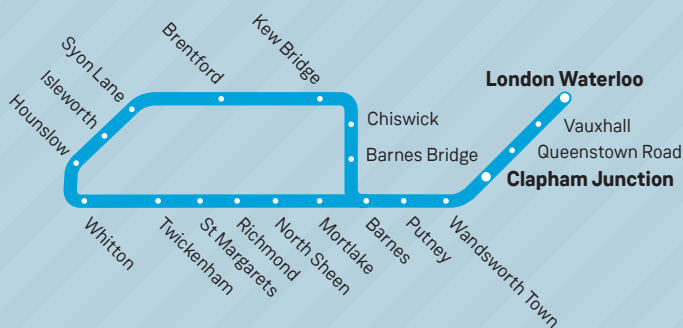 Kew Bridge
Brentford
Syon Lane
Isleworth
Hounslow
London Waterloo
Vauxhall
Queenstown Road
Clapham Junction
Chiswick
Barnes Bridge
Whitton
Twickenham
St Margarets
Richmond
North Sheen
Mortlake
Barnes
Putney
Wandsworth Town